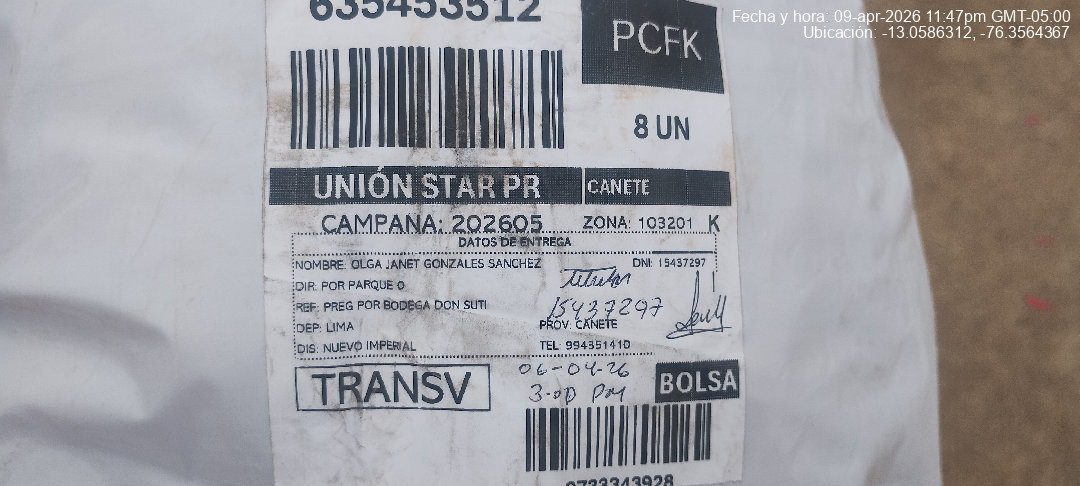 Fecha y hora: 09-apr-2026 11:47pm GMT-05:00
Ubicación: -13.0586312, -76.3564367
635453512
PCFK
8 UN
UNIÓN STAR PR
CANETE
CAMPANA: 202605 ZONA: 103201 K
DATOS DE ENTREGA
NOMBRE: OLGA JANET GONZALES SANCHEZ DNI: 15437297
DIR: POR PARQUE 0
titular
REF: PREG POR BODEGA DON SUTI
15437297
DEP: LIMA PROV: CANETE
DIS: NUEVO IMPERIAL TEL: 994351410
TRANSV
06-04-26
3-00 PM
BOLSA
0733343928